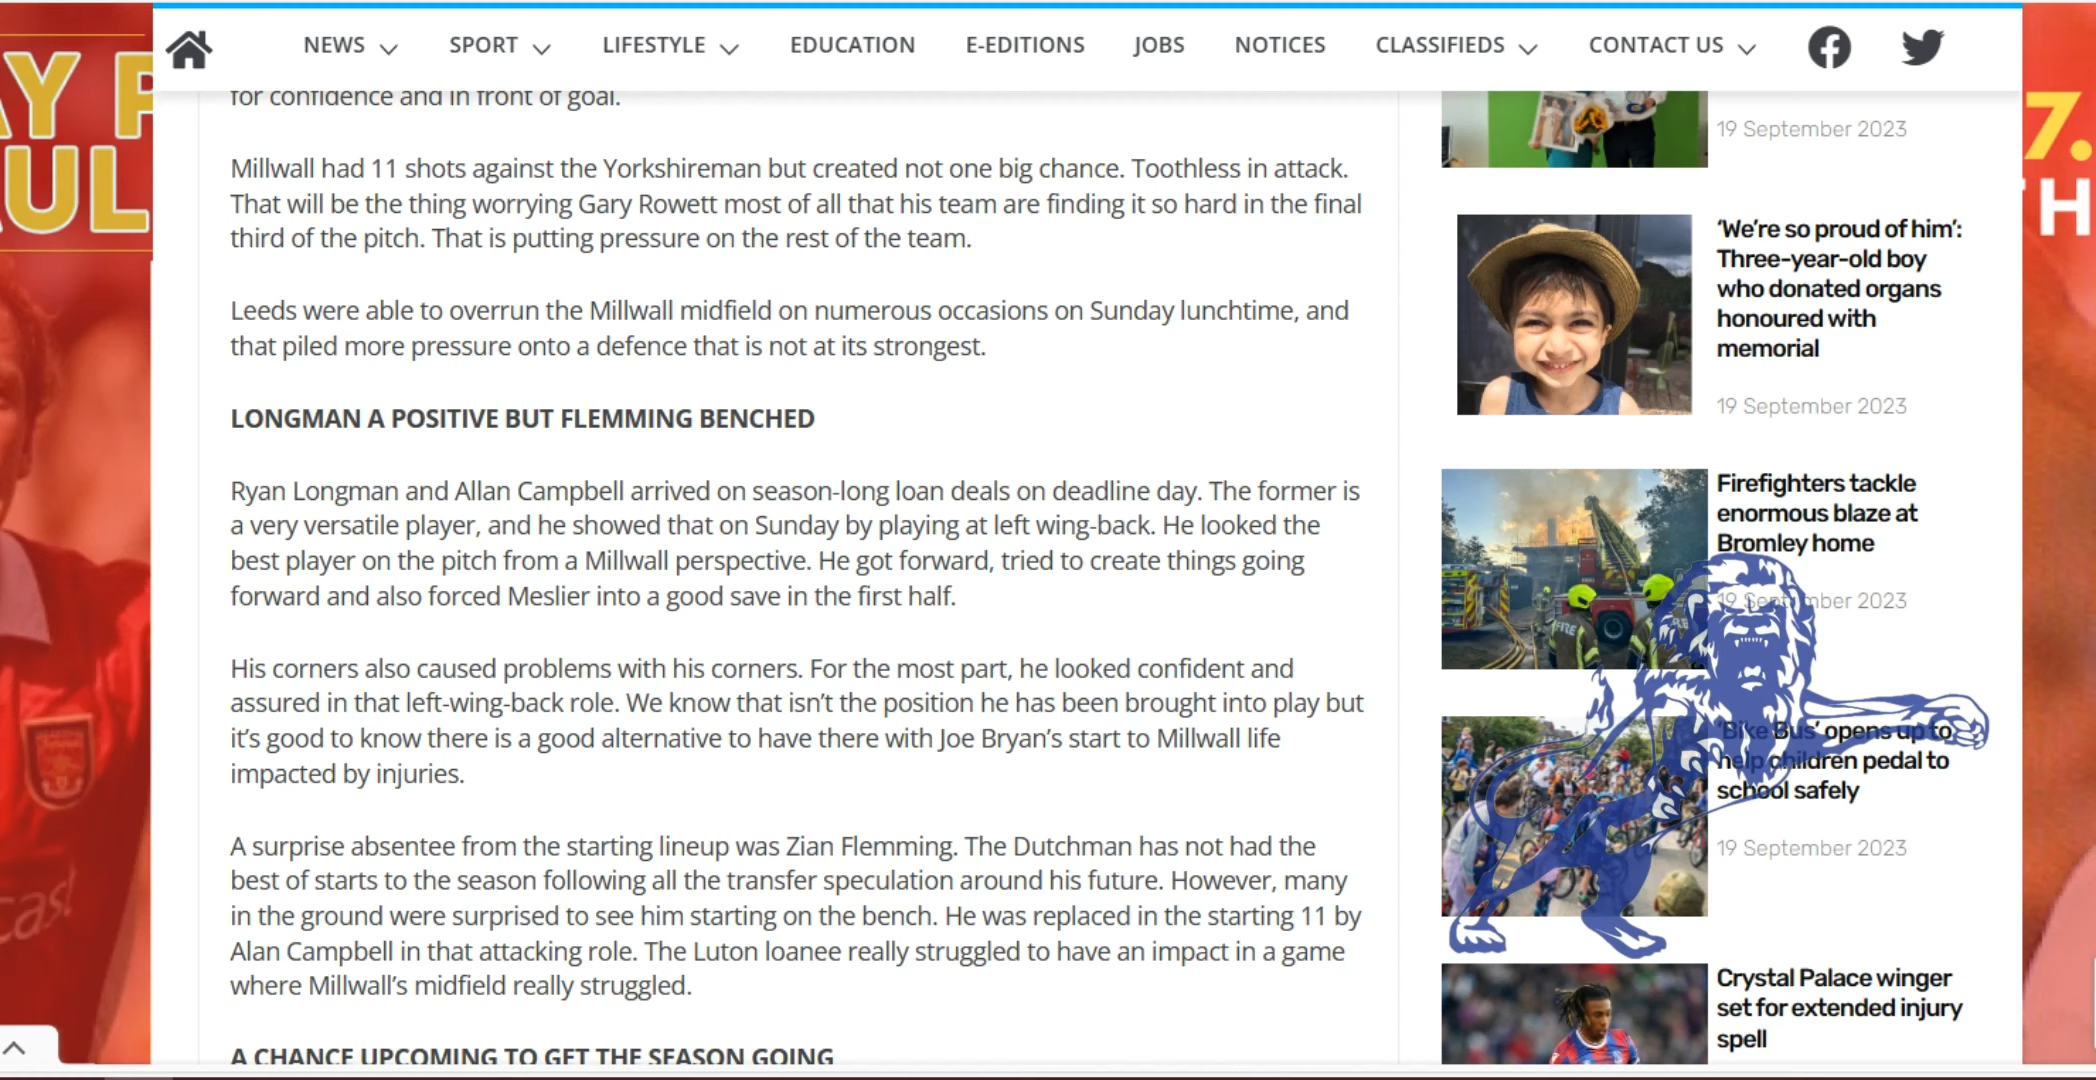 AY P
AUL
NEWS SPORT LIFESTYLE EDUCATION E-EDITIONS JOBS NOTICES CLASSIFIEDS CONTACT US
for confidence and in front of goal.
Millwall had 11 shots against the Yorkshireman but created not one big chance. Toothless in attack.
That will be the thing worrying Gary Rowett most of all that his team are finding it so hard in the final
third of the pitch. That is putting pressure on the rest of the team.
Leeds were able to overrun the Millwall midfield on numerous occasions on Sunday lunchtime, and
that piled more pressure onto a defence that is not at its strongest.
LONGMAN A POSITIVE BUT FLEMMING BENCHED
Ryan Longman and Allan Campbell arrived on season-long loan deals on deadline day. The former is
a very versatile player, and he showed that on Sunday by playing at left wing-back. He looked the
best player on the pitch from a Millwall perspective. He got forward, tried to create things going
forward and also forced Meslier into a good save in the first half.
His corners also caused problems with his corners. For the most part, he looked confident and
assured in that left-wing-back role. We know that isn’t the position he has been brought into play but
it’s good to know there is a good alternative to have there with Joe Bryan’s start to Millwall life
impacted by injuries.
A surprise absentee from the starting lineup was Zian Flemming. The Dutchman has not had the
best of starts to the season following all the transfer speculation around his future. However, many
in the ground were surprised to see him starting on the bench. He was replaced in the starting 11 by
Alan Campbell in that attacking role. The Luton loanee really struggled to have an impact in a game
where Millwall’s midfield really struggled.
A CHANCE UPCOMING TO GET THE SEASON GOING
19 September 2023
‘We’re so proud of him’:
Three-year-old boy
who donated organs
honoured with
memorial
19 September 2023
Firefighters tackle
enormous blaze at
Bromley home
19 September 2023
FIRE
‘Bike Bus’ opens up to
help children pedal to
school safely
19 September 2023
Crystal Palace winger
set for extended injury
spell
7.
TH
cas!